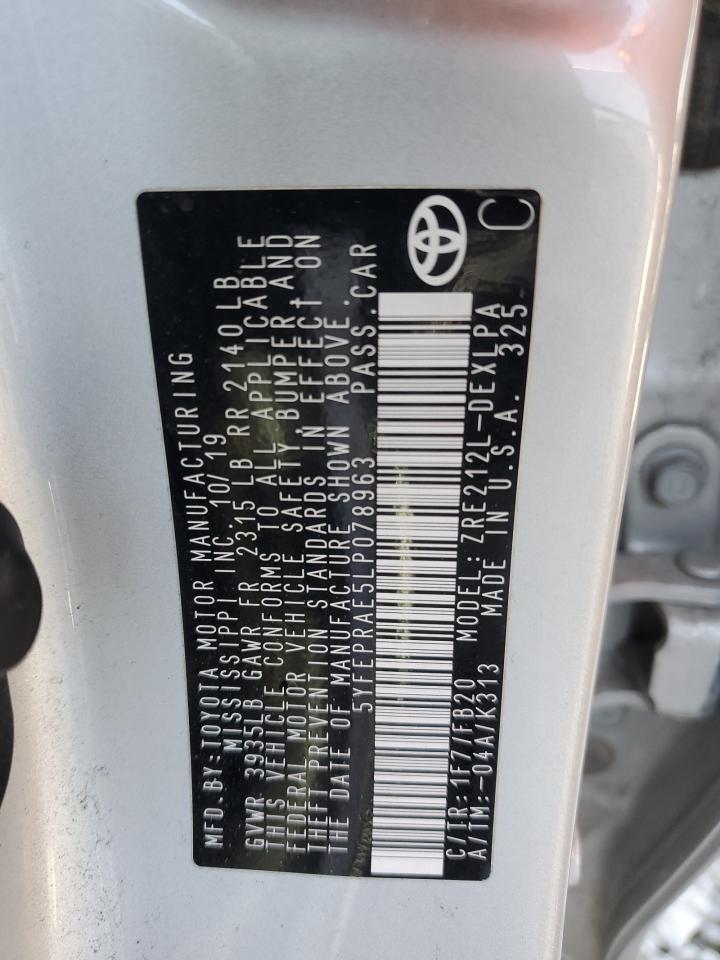 MFD.BY:TOYOTA MOTOR MANUFACTURING
MISSISSIPPI INC. 10/19
GVWR 3935LB GAWR FR 2315 LB RR 2140LB
THIS VEHICLE CONFORMS TO ALL APPLICABLE
FEDERAL MOTOR VEHICLE SAFETY, BUMPER AND
THEFT PREVENTION STANDARDS IN EFFECT ON
THE DATE OF MANUFACTURE SHOWN ABOVE.
5YFEPRAE5LP078963 PASS.CAR
C/TR:1F7/FB20 MODEL:ZRE212L-DEXLPA
A/TM:-04A/K313 MADE IN U.S.A. 325
C